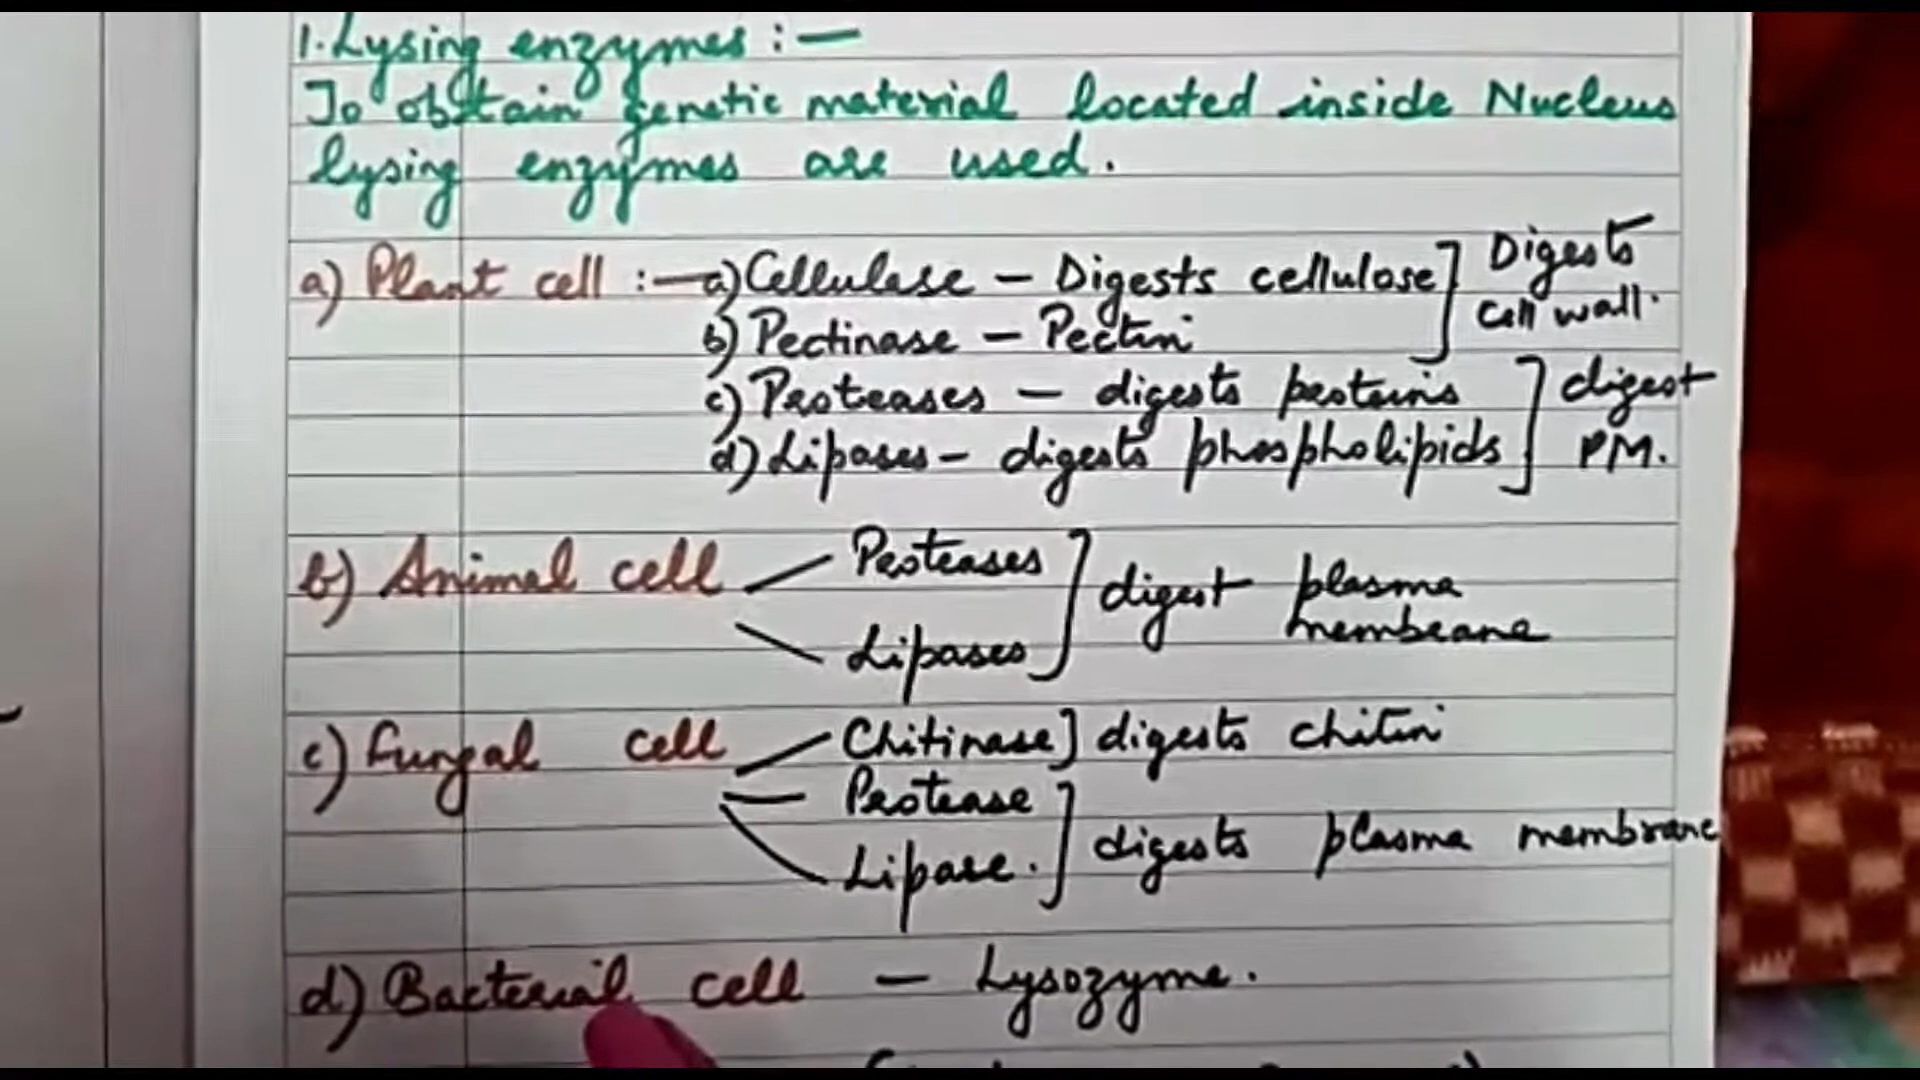 1. Lysing enzymes :—
To obtain genetic material located inside Nucleus
lysing enzymes are used.
a) Plant cell :— a) Cellulase — Digests cellulose ] Digests
cell wall.
b) Pectinase — Pectin
c) Proteases — digests proteins ] digest
d) Lipases — digests phospholipids PM.
b) Animal cell Proteases ] digest plasma
membrane
Lipases
c) Fungal cell Chitinase ] digests chitin
Protease
Lipase. ] digests plasma membrane
d) Bacterial cell — Lysozyme.